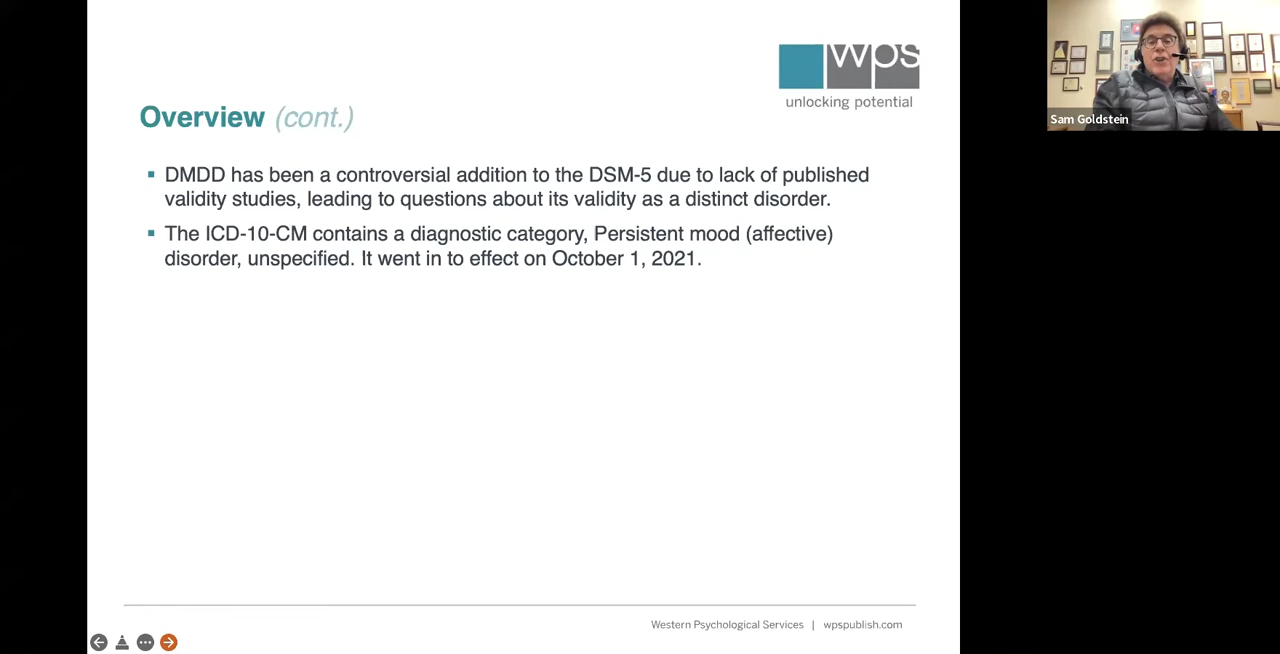 wps
unlocking potential
Sam Goldstein
Overview (cont.)
▪ DMDD has been a controversial addition to the DSM-5 due to lack of published
validity studies, leading to questions about its validity as a distinct disorder.
▪ The ICD-10-CM contains a diagnostic category, Persistent mood (affective)
disorder, unspecified. It went in to effect on October 1, 2021.
Western Psychological Services | wpspublish.com